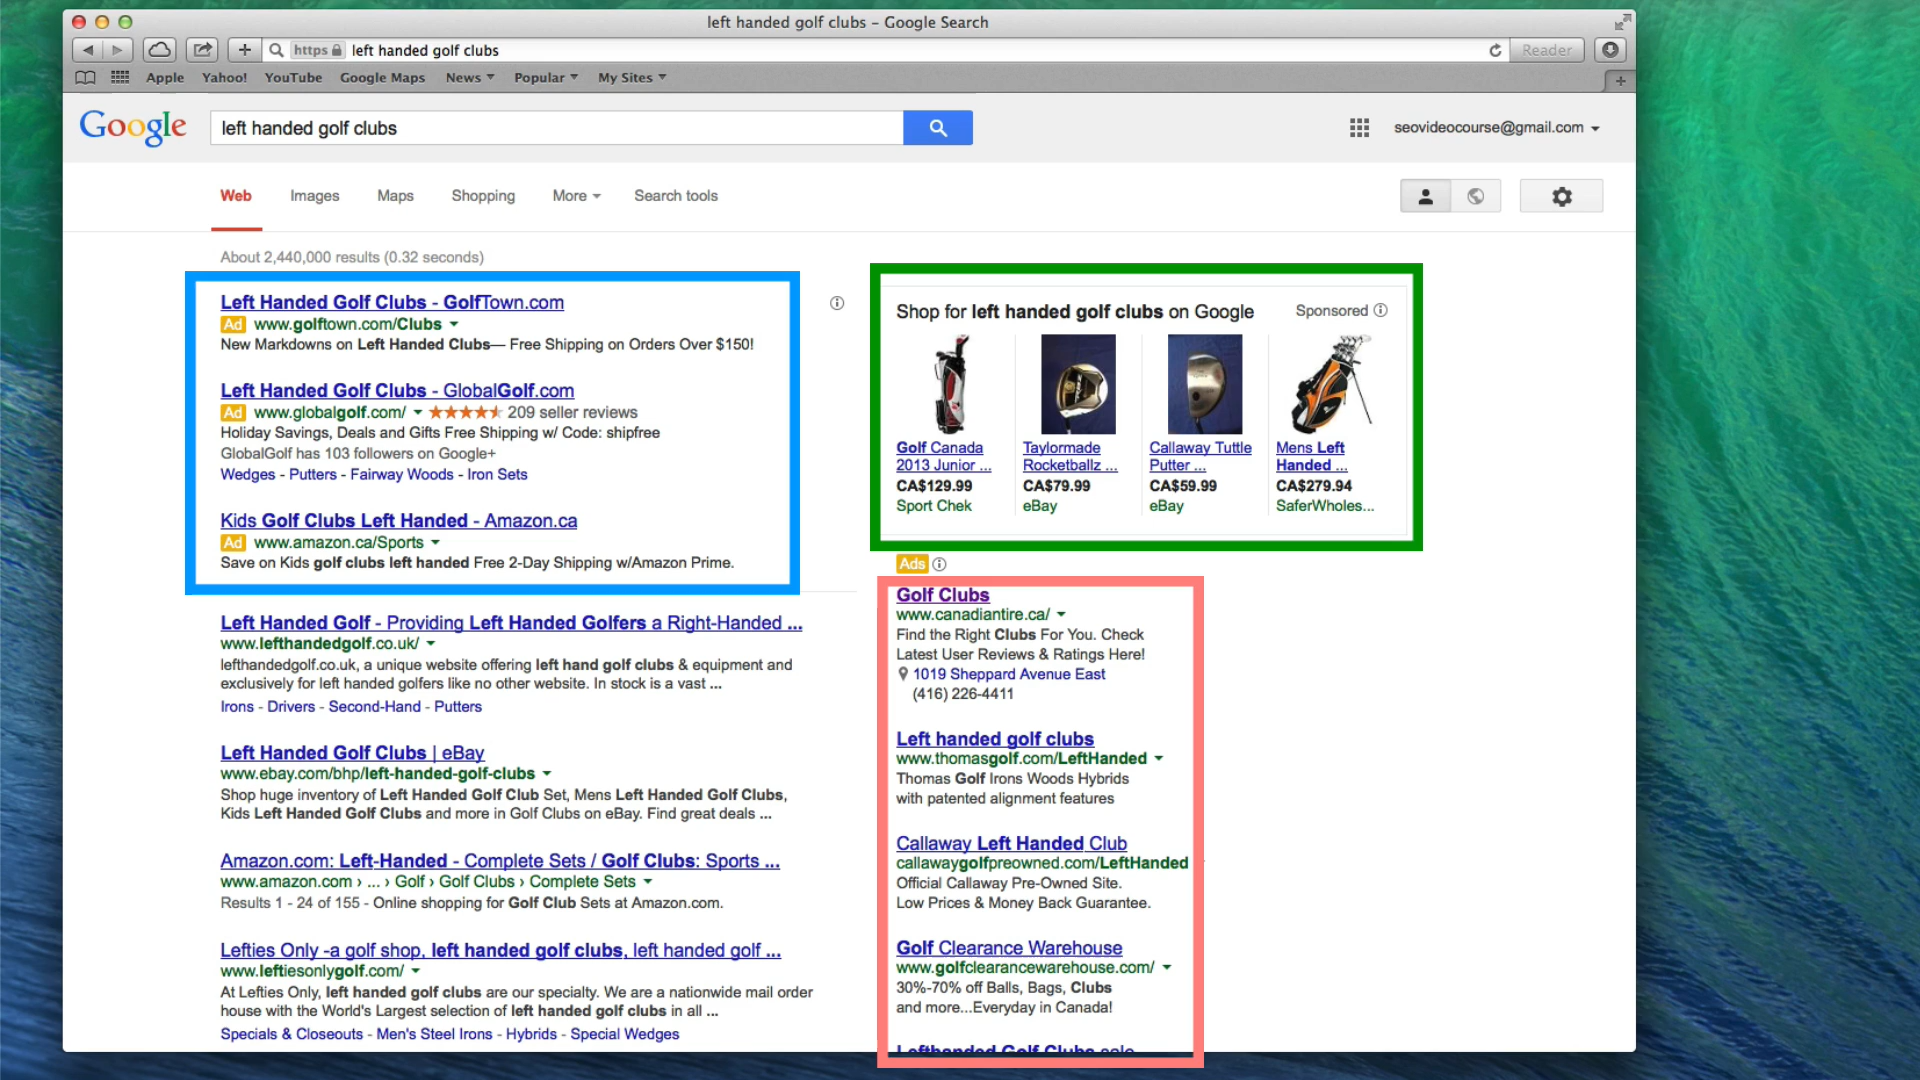 left handed golf clubs – Google Search
https left handed golf clubs
Reader
Apple Yahoo! YouTube Google Maps News Popular My Sites
Google
left handed golf clubs
seovideocourse@gmail.com
Web Images Maps Shopping More Search tools
About 2,440,000 results (0.32 seconds)
Left Handed Golf Clubs - GolfTown.com
Ad www.golftown.com/Clubs
New Markdowns on Left Handed Clubs— Free Shipping on Orders Over $150!
Left Handed Golf Clubs - GlobalGolf.com
Ad www.globalgolf.com/ 209 seller reviews
Holiday Savings, Deals and Gifts Free Shipping w/ Code: shipfree
GlobalGolf has 103 followers on Google+
Wedges - Putters - Fairway Woods - Iron Sets
Kids Golf Clubs Left Handed - Amazon.ca
Ad www.amazon.ca/Sports
Save on Kids golf clubs left handed Free 2-Day Shipping w/Amazon Prime.
Left Handed Golf - Providing Left Handed Golfers a Right-Handed ...
www.lefthandedgolf.co.uk/
lefthandedgolf.co.uk, a unique website offering left hand golf clubs & equipment and
exclusively for left handed golfers like no other website. In stock is a vast ...
Irons - Drivers - Second-Hand - Putters
Left Handed Golf Clubs | eBay
www.ebay.com/bhp/left-handed-golf-clubs
Shop huge inventory of Left Handed Golf Club Set, Mens Left Handed Golf Clubs,
Kids Left Handed Golf Clubs and more in Golf Clubs on eBay. Find great deals ...
Amazon.com: Left-Handed - Complete Sets / Golf Clubs: Sports ...
www.amazon.com › ... › Golf › Golf Clubs › Complete Sets
Results 1 - 24 of 155 - Online shopping for Golf Club Sets at Amazon.com.
Lefties Only -a golf shop, left handed golf clubs, left handed golf ...
www.leftiesonlygolf.com/
At Lefties Only, left handed golf clubs are our specialty. We are a nationwide mail order
house with the World's Largest selection of left handed golf clubs in all ...
Specials & Closeouts - Men's Steel Irons - Hybrids - Special Wedges
Shop for left handed golf clubs on Google Sponsored
Golf Canada
2013 Junior ...
CA$129.99
Sport Chek
Taylormade
Rocketballz ...
CA$79.99
eBay
Callaway Tuttle
Putter ...
CA$59.99
eBay
Mens Left
Handed ...
CA$279.94
SaferWholes...
Ads
Golf Clubs
www.canadiantire.ca/
Find the Right Clubs For You. Check
Latest User Reviews & Ratings Here!
1019 Sheppard Avenue East
(416) 226-4411
Left handed golf clubs
www.thomasgolf.com/LeftHanded
Thomas Golf Irons Woods Hybrids
with patented alignment features
Callaway Left Handed Club
callawaygolfpreowned.com/LeftHanded
Official Callaway Pre-Owned Site.
Low Prices & Money Back Guarantee.
Golf Clearance Warehouse
www.golfclearancewarehouse.com/
30%-70% off Balls, Bags, Clubs
and more...Everyday in Canada!
Lefthanded Golf Clubs sale